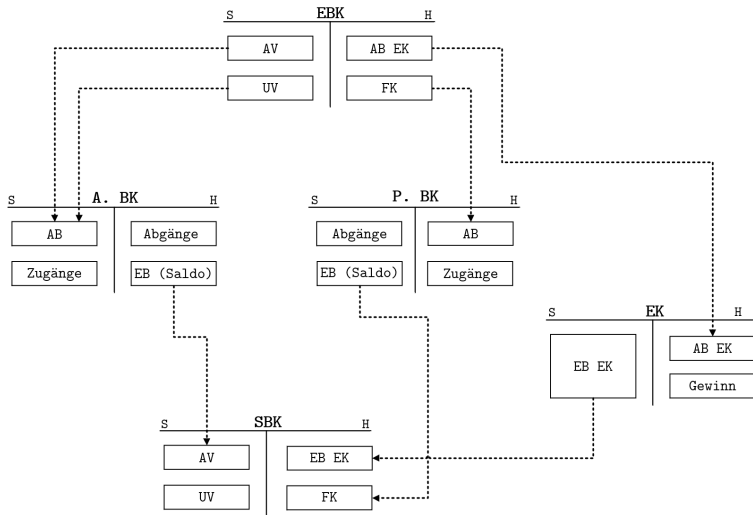 S EBK H
AV AB EK
UV FK
S A. BK H
AB Abgänge
Zugänge EB (Saldo)
S P. BK H
Abgänge AB
EB (Saldo) Zugänge
S EK H
EB EK AB EK
Gewinn
S SBK H
AV EB EK
UV FK